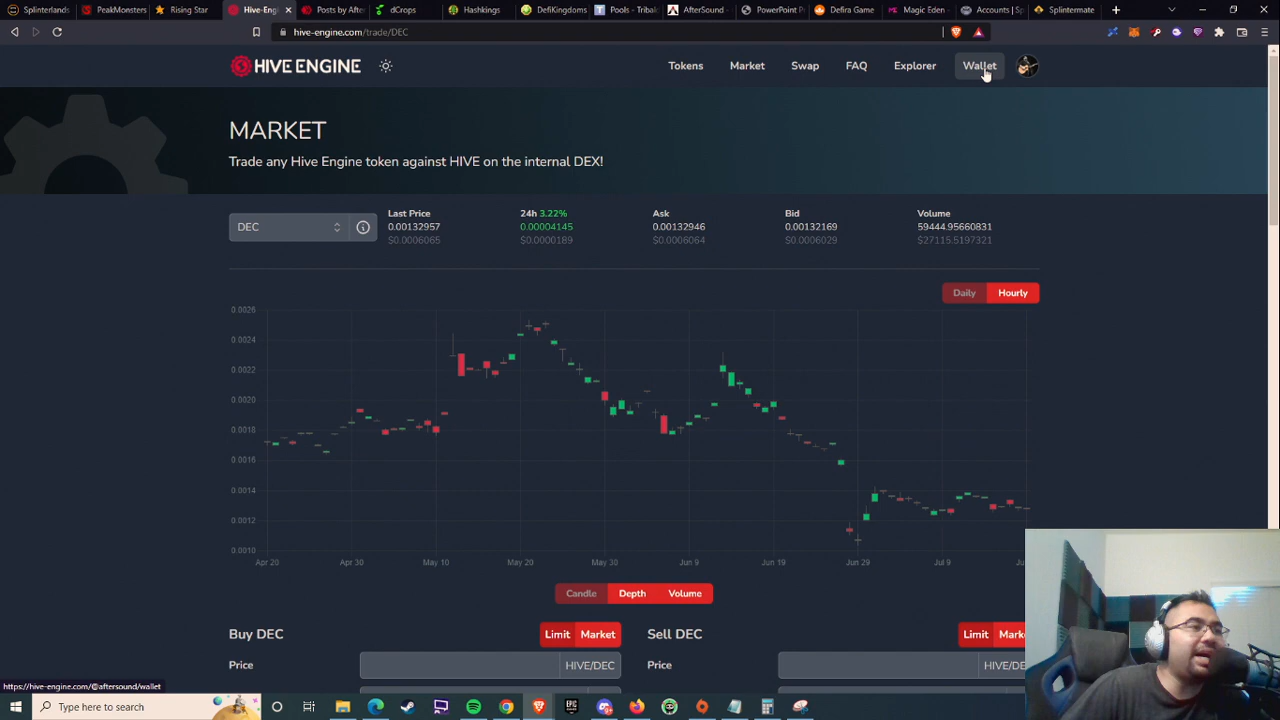 Splinterlands
PeakMonsters
Rising Star
Hive-Eng
Posts by After
dCrops
Hashkings
DefiKingdoms
Pools - Tribal
AfterSound -
PowerPoint P
Defira Game
Magic Eden -
Accounts | Sp
Splintermate
hive-engine.com/trade/DEC
HIVE ENGINE
Tokens
Market
Swap
FAQ
Explorer
Wallet
MARKET
Trade any Hive Engine token against HIVE on the internal DEX!
DEC
Last Price
0.00132957
$0.0006065
24h 3.22%
0.00004145
$0.0000189
Ask
0.00132946
$0.0006064
Bid
0.00132169
$0.0006029
Volume
59444.95660831
$27115.5197321
Daily
Hourly
0.0026
0.0024
0.0022
0.0020
0.0018
0.0016
0.0014
0.0012
0.0010
Apr 20
Apr 30
May 10
May 20
May 30
Jun 9
Jun 19
Jun 29
Jul 9
Candle
Depth
Volume
Buy DEC
Limit
Market
Sell DEC
Limit
Price
HIVE/DEC
Price
https://hive-engine.com/@aftersound/wallet
Type here to search